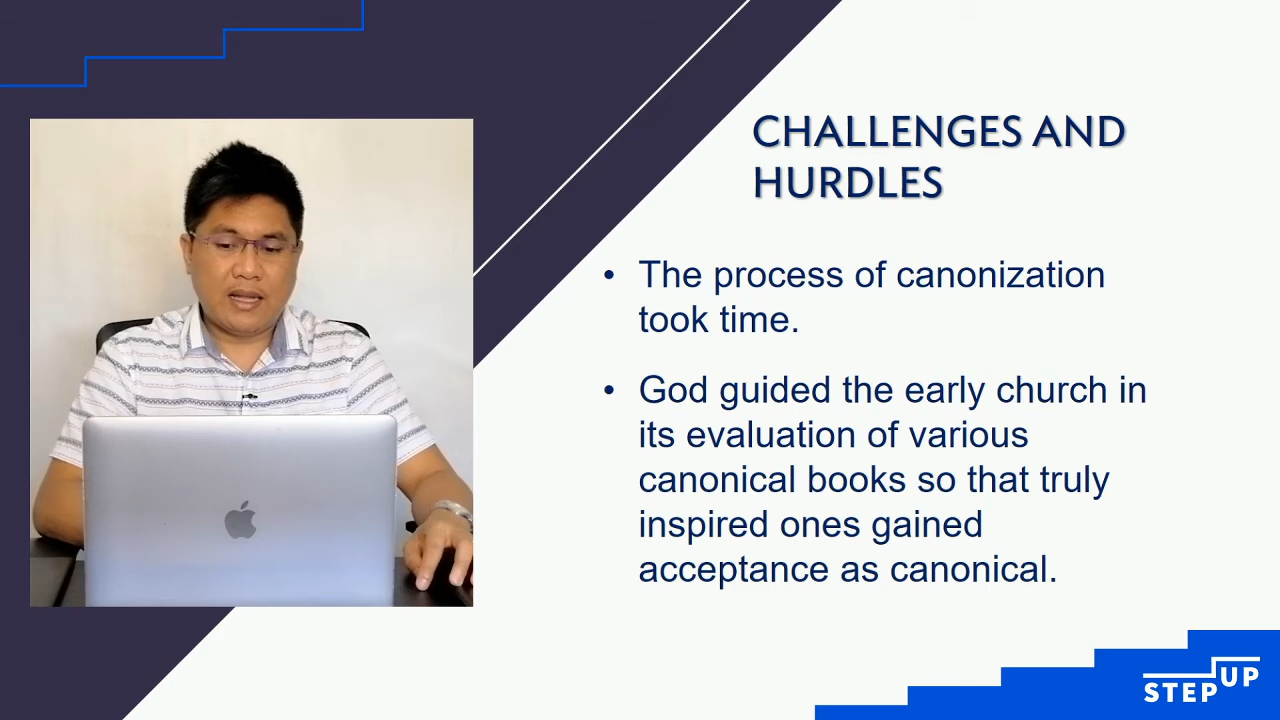 CHALLENGES AND
HURDLES
• The process of canonization
took time.
• God guided the early church in
its evaluation of various
canonical books so that truly
inspired ones gained
acceptance as canonical.
STEP UP